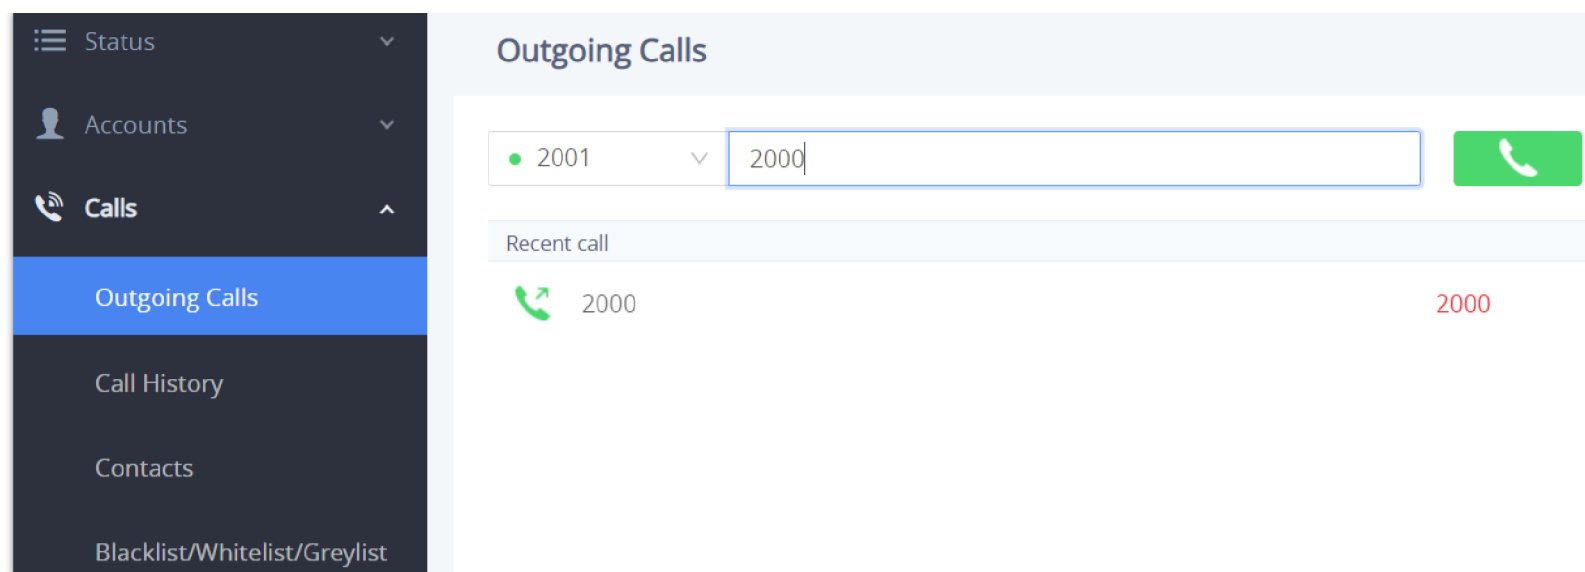 Status
Accounts
Calls
Outgoing Calls
Call History
Contacts
Blacklist/Whitelist/Greylist
Outgoing Calls
2001
2000
Recent call
2000 2000